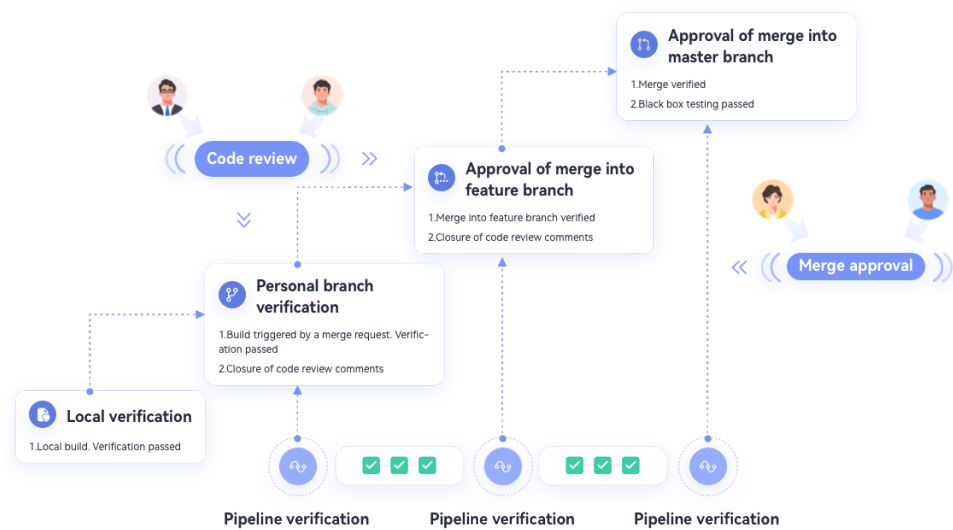 Approval of merge into
master branch
1.Merge verified
2.Black box testing passed
Code review
Approval of merge into
feature branch
1.Merge into feature branch verified
2.Closure of code review comments
Merge approval
Personal branch
verification
1.Build triggered by a merge request. Verific-
ation passed
2.Closure of code review comments
Local verification
1.Local build. Verification passed
Pipeline verification
Pipeline verification
Pipeline verification